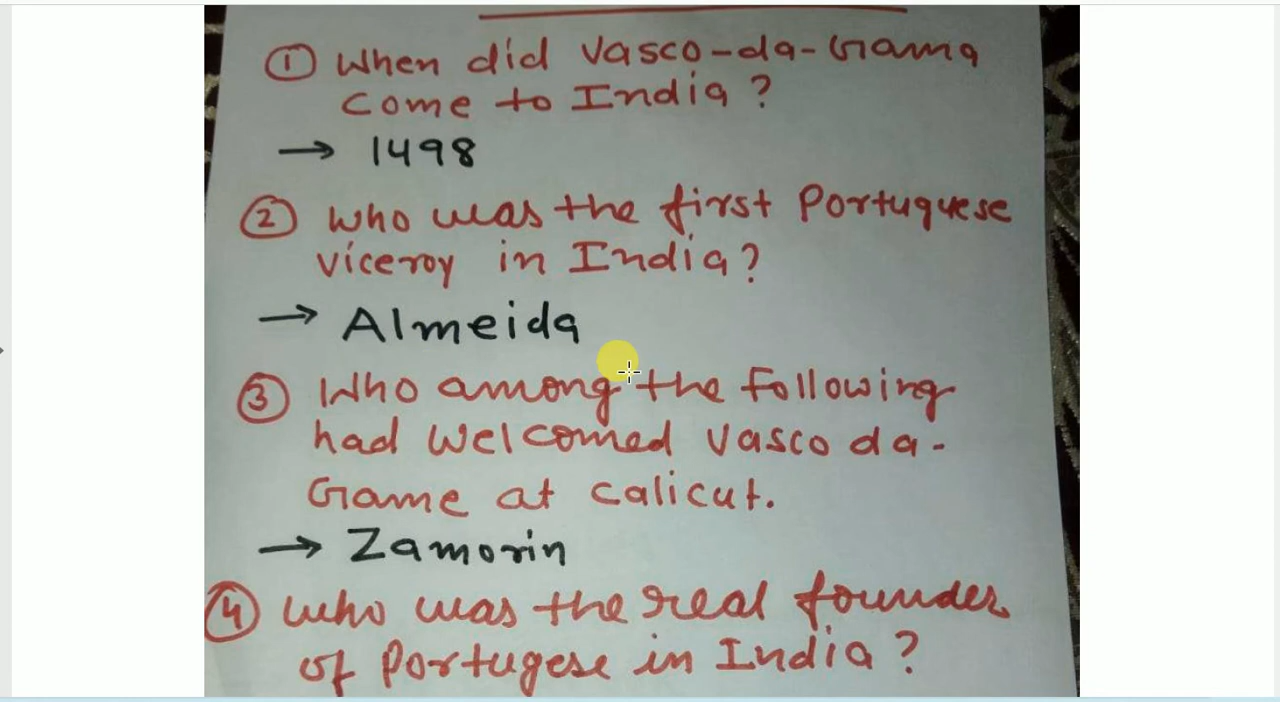 ① When did Vasco-da-Gama
come to India?
→ 1498
② who was the first Portuguese
viceroy in India?
→ Almeida
③ Who among the following
had welcomed vasco da-
Game at calicut.
→ Zamorin
④ who was the real founder
of Portugese in India?